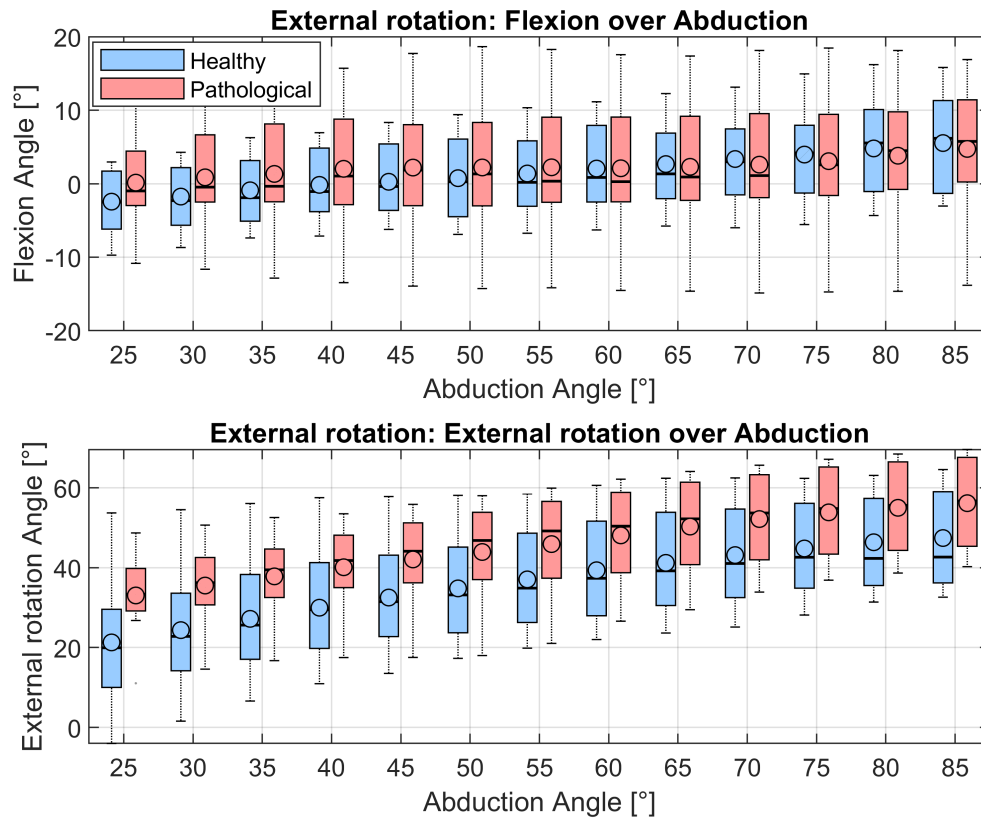 External rotation: Flexion over Abduction
Flexion Angle [°]
20
10
0
-10
-20
Healthy
Pathological
25 30 35 40 45 50 55 60 65 70 75 80 85
Abduction Angle [°]
External rotation: External rotation over Abduction
External rotation Angle [°]
60
40
20
0
25 30 35 40 45 50 55 60 65 70 75 80 85
Abduction Angle [°]